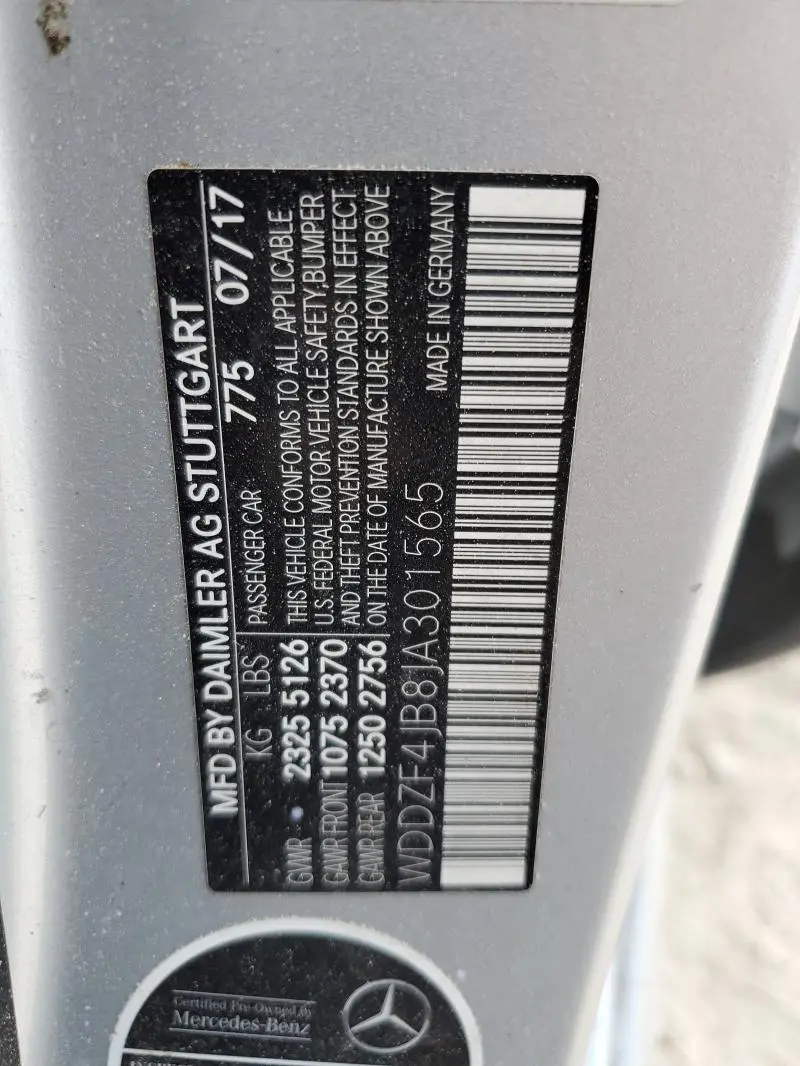 MFD BY DAIMLER AG STUTTGART
775 07/17
KG LBS PASSENGER CAR
GWR 2325 5126 THIS VEHICLE CONFORMS TO ALL APPLICABLE
GAWR FRONT 1075 2370 U.S. FEDERAL MOTOR VEHICLE SAFETY, BUMPER,
GAWR REAR 1250 2756 AND THEFT PREVENTION STANDARDS IN EFFECT
ON THE DATE OF MANUFACTURE SHOWN ABOVE
WDDZF4JB8JA301565 MADE IN GERMANY
Certified Pre-Owned by
Mercedes-Benz